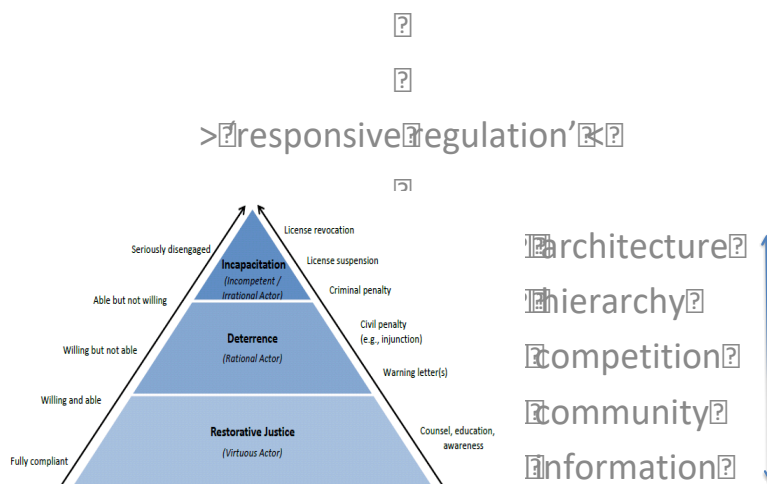 >‘responsive regulation’<
License revocation
Seriously disengaged
License suspension
Incapacitation
(Incompetent /
Irrational Actor)
Criminal penalty
Able but not willing
Civil penalty
(e.g., injunction)
Deterrence
(Rational Actor)
Willing but not able
Warning letter(s)
Willing and able
Restorative Justice
(Virtuous Actor)
Counsel, education,
awareness
Fully compliant
architecture
hierarchy
competition
community
information